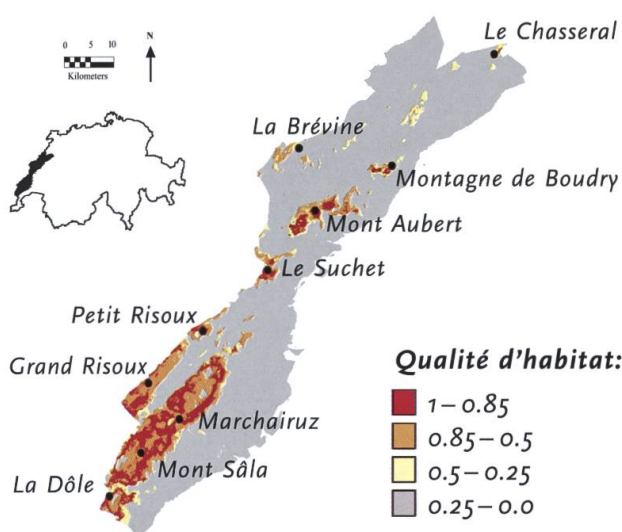 Le Chasseral
0 5 10
Kilometers
N
La Brévine
Montagne de Boudry
Mont Aubert
Le Suchet
Petit Risoux
Grand Risoux
Marchairuz
Mont Sâla
La Dôle
Qualité d'habitat:
1–0.85
0.85–0.5
0.5–0.25
0.25–0.0